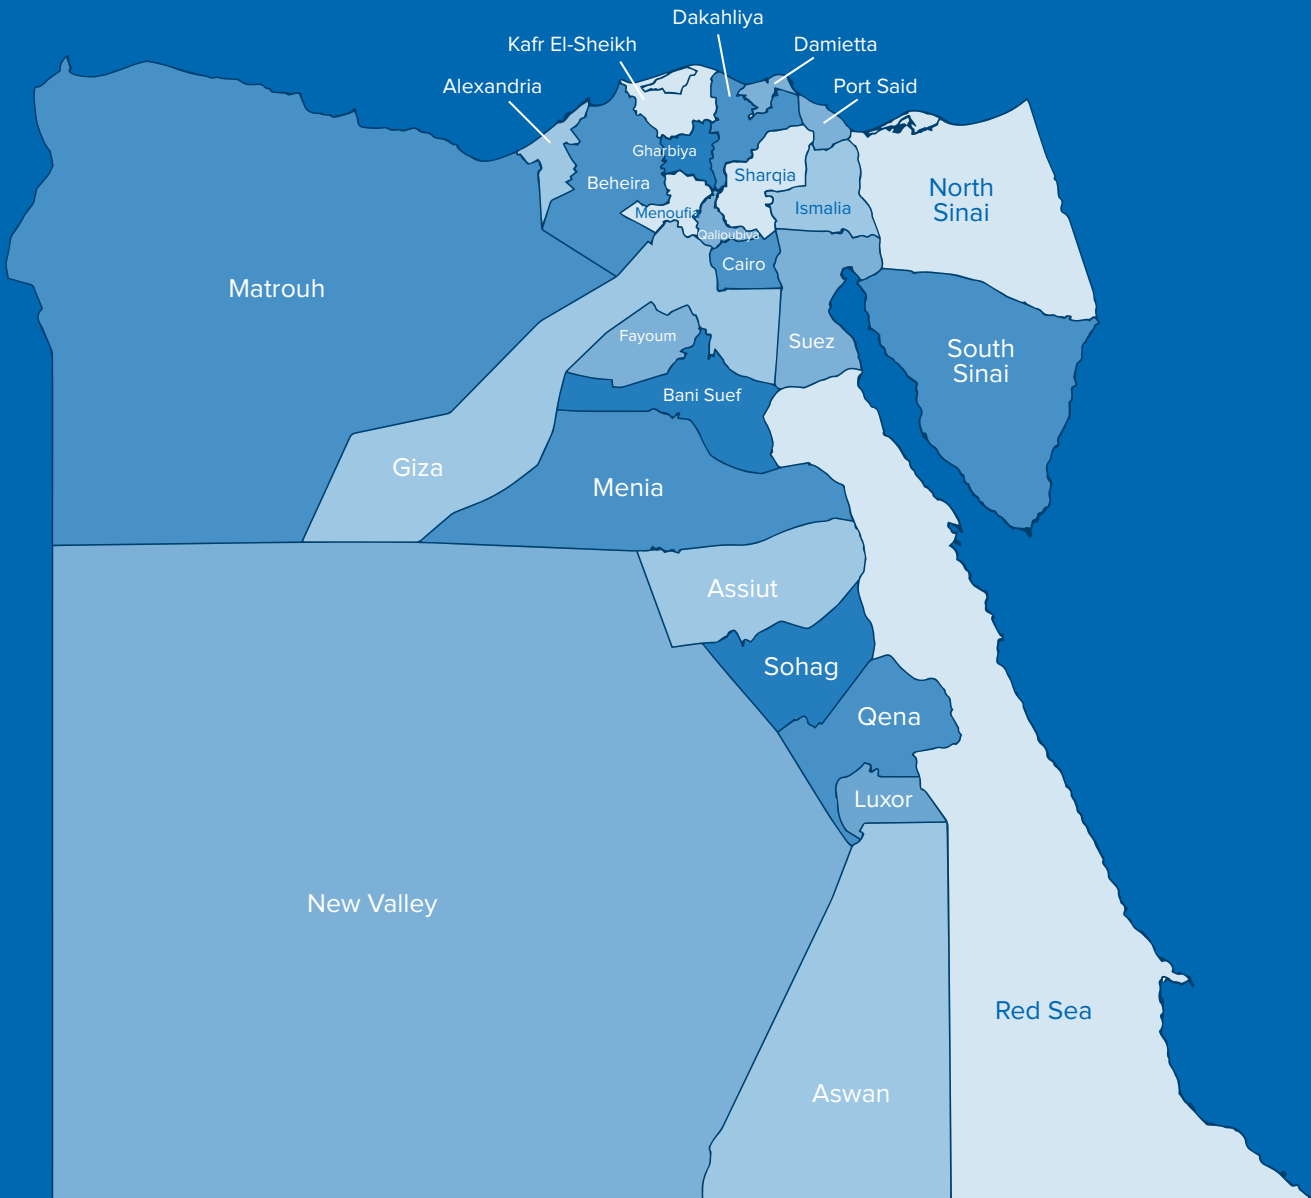 Dakahliya
Kafr El-Sheikh
Damietta
Alexandria
Port Said
Gharbiya
Sharqia
Beheira
North
Sinai
Menoufia
Ismalia
Qalioubiya
Cairo
Matrouh
Fayoum
Suez
South
Sinai
Bani Suef
Giza
Menia
Assiut
Sohag
Qena
Luxor
New Valley
Red Sea
Aswan